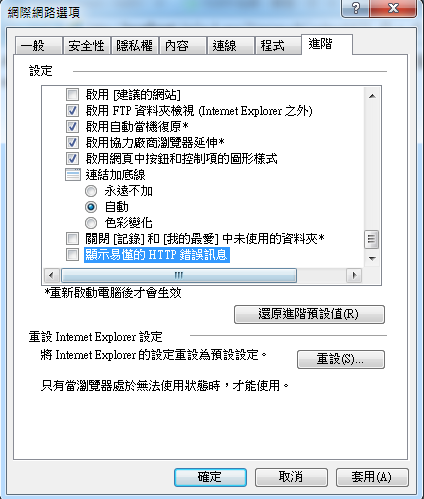 網際網路選項
一般 安全性 隱私權 內容 連線 程式 進階
設定
啟用 [建議的網站]
啟用 FTP 資料夾檢視 (Internet Explorer 之外)
啟用自動當機復原*
啟用協力廠商瀏覽器延伸*
啟用網頁中按鈕和控制項的圖形樣式
連結加底線
永遠不加
自動
色彩變化
關閉 [記錄] 和 [我的最愛] 中未使用的資料夾*
顯示易懂的 HTTP 錯誤訊息
*重新啟動電腦後才會生效
還原進階預設值(R)
重設 Internet Explorer 設定
將 Internet Explorer 的設定重設為預設設定。
重設(S)...
只有當瀏覽器處於無法使用狀態時，才能使用。
確定 取消 套用(A)